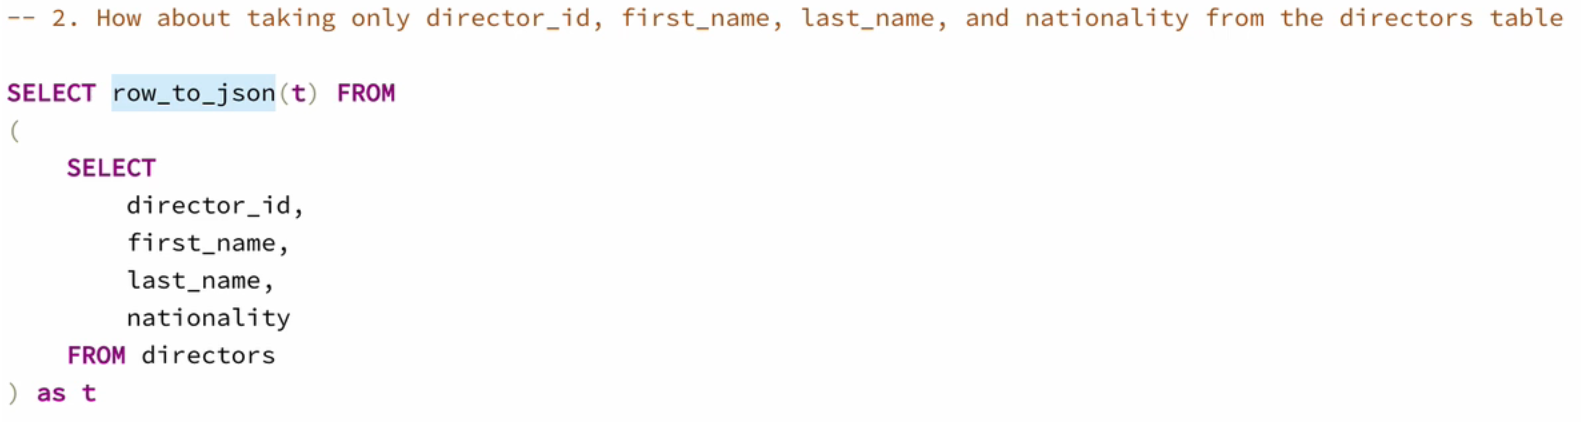 -- 2. How about taking only director_id, first_name, last_name, and nationality from the directors table
SELECT row_to_json(t) FROM
(
SELECT
director_id,
first_name,
last_name,
nationality
FROM directors
) as t